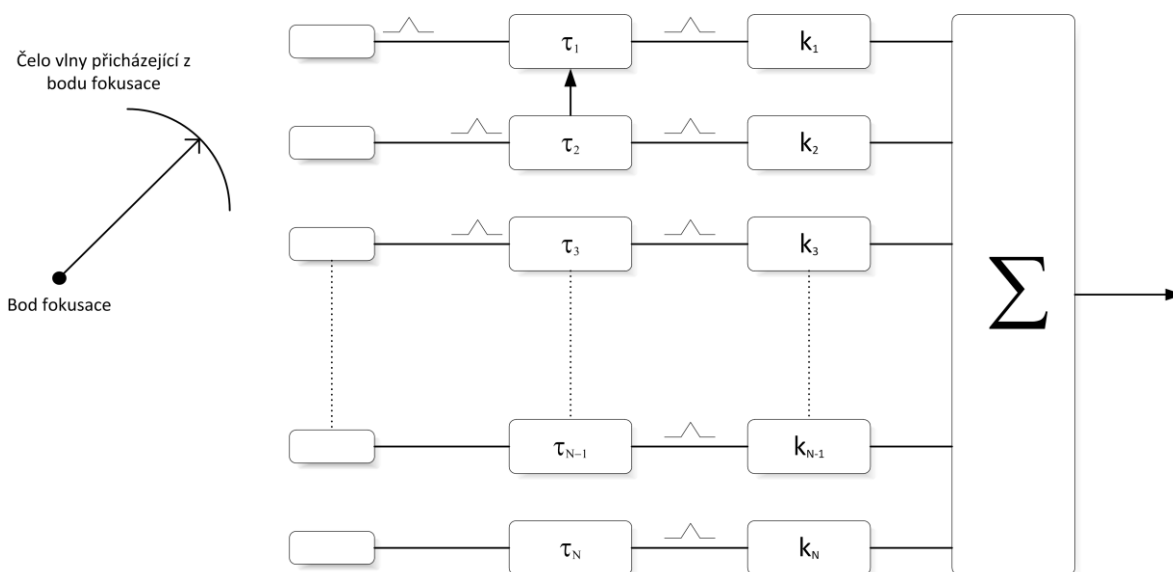 Čelo vlny přicházející z
bodu fokusace
Bod fokusace
τ₁
k₁
τ₂
k₂
τ₃
k₃
∑
τN−1
kN-1
τN
kN